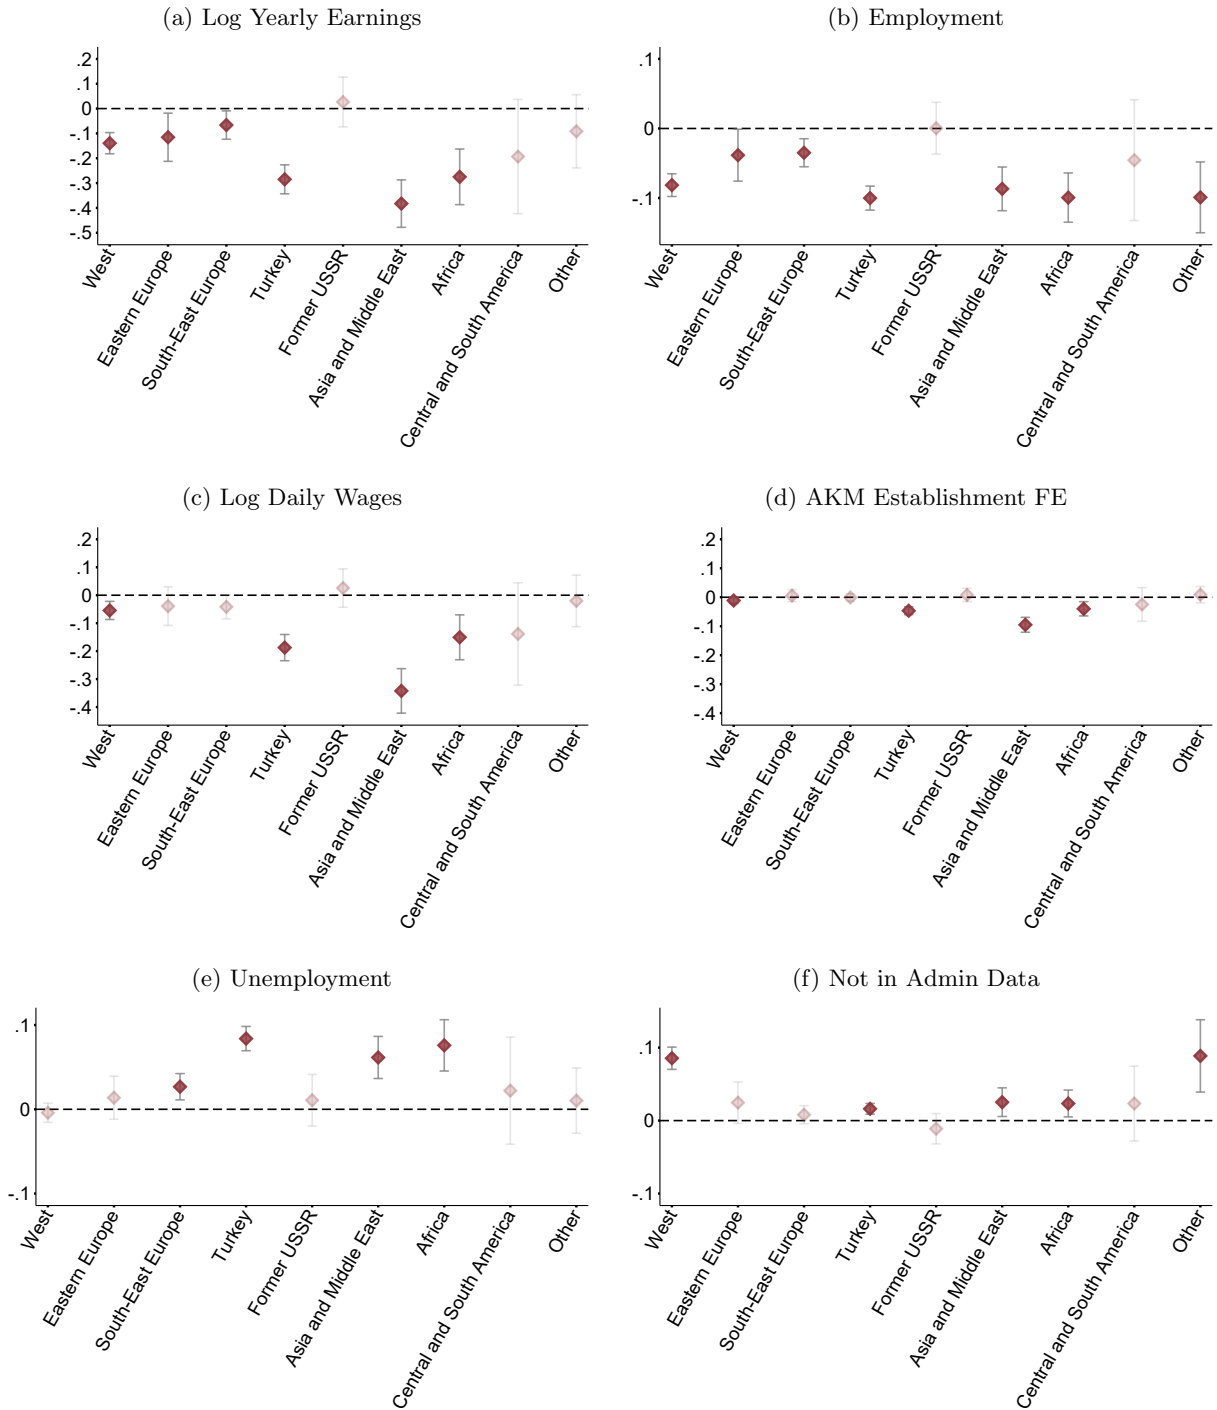 (a) Log Yearly Earnings
.2
.1
0
-.1
-.2
-.3
-.4
-.5
West
Eastern Europe
South-East Europe
Turkey
Former USSR
Asia and Middle East
Africa
Central and South America
Other
(b) Employment
.1
0
-.1
West
Eastern Europe
South-East Europe
Turkey
Former USSR
Asia and Middle East
Africa
Central and South America
Other
(c) Log Daily Wages
.2
.1
0
-.1
-.2
-.3
-.4
West
Eastern Europe
South-East Europe
Turkey
Former USSR
Asia and Middle East
Africa
Central and South America
Other
(d) AKM Establishment FE
.2
.1
0
-.1
-.2
-.3
-.4
West
Eastern Europe
South-East Europe
Turkey
Former USSR
Asia and Middle East
Africa
Central and South America
Other
(e) Unemployment
.1
0
-.1
West
Eastern Europe
South-East Europe
Turkey
Former USSR
Asia and Middle East
Africa
Central and South America
Other
(f) Not in Admin Data
.1
0
-.1
West
Eastern Europe
South-East Europe
Turkey
Former USSR
Asia and Middle East
Africa
Central and South America
Other